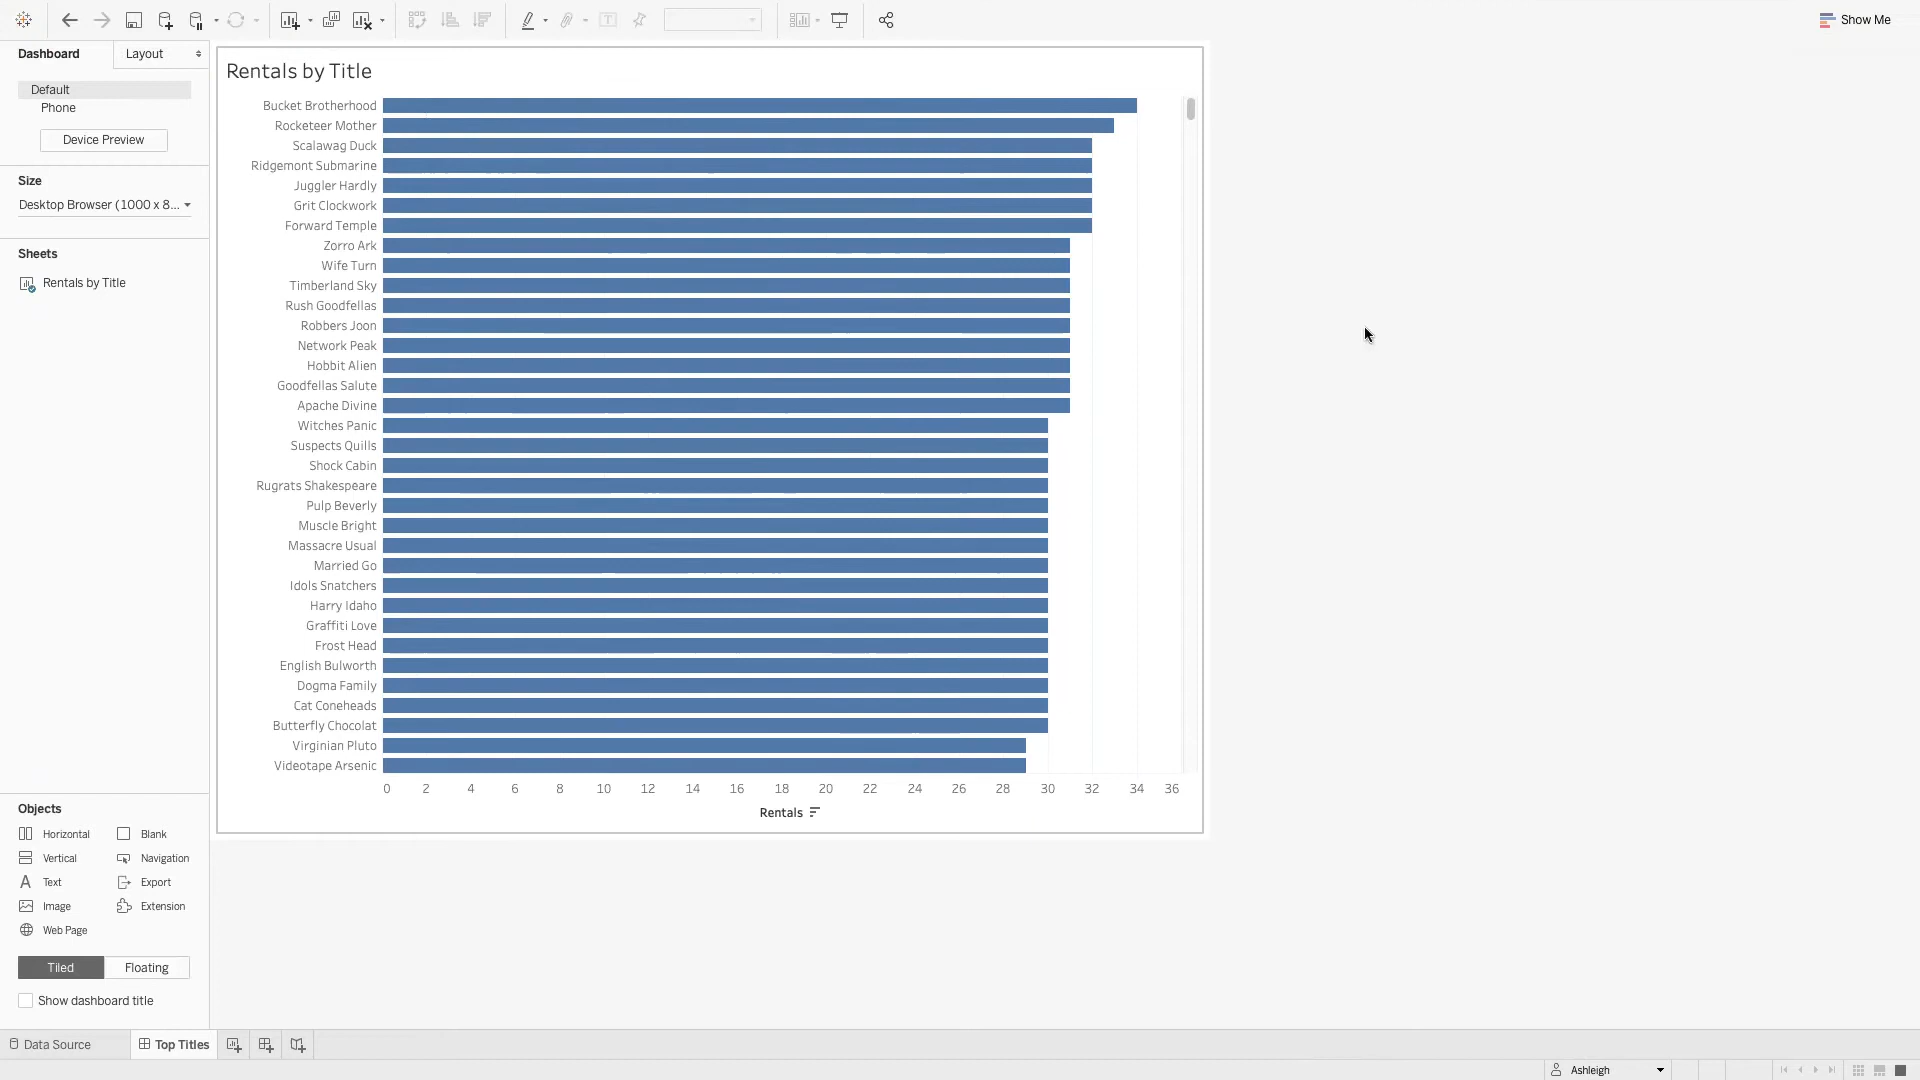 Show Me
Dashboard
Layout
Default
Phone
Device Preview
Size
Desktop Browser (1000 x 8...
Sheets
Rentals by Title
Objects
Horizontal
Blank
Vertical
Navigation
Text
Export
Image
Extension
Web Page
Tiled
Floating
Show dashboard title
Rentals by Title
Bucket Brotherhood
Rocketeer Mother
Scalawag Duck
Ridgemont Submarine
Juggler Hardly
Grit Clockwork
Forward Temple
Zorro Ark
Wife Turn
Timberland Sky
Rush Goodfellas
Robbers Joon
Network Peak
Hobbit Alien
Goodfellas Salute
Apache Divine
Witches Panic
Suspects Quills
Shock Cabin
Rugrats Shakespeare
Pulp Beverly
Muscle Bright
Massacre Usual
Married Go
Idols Snatchers
Harry Idaho
Graffiti Love
Frost Head
English Bulworth
Dogma Family
Cat Coneheads
Butterfly Chocolat
Virginian Pluto
Videotape Arsenic
0 2 4 6 8 10 12 14 16 18 20 22 24 26 28 30 32 34 36
Rentals
Data Source
Top Titles
Ashleigh